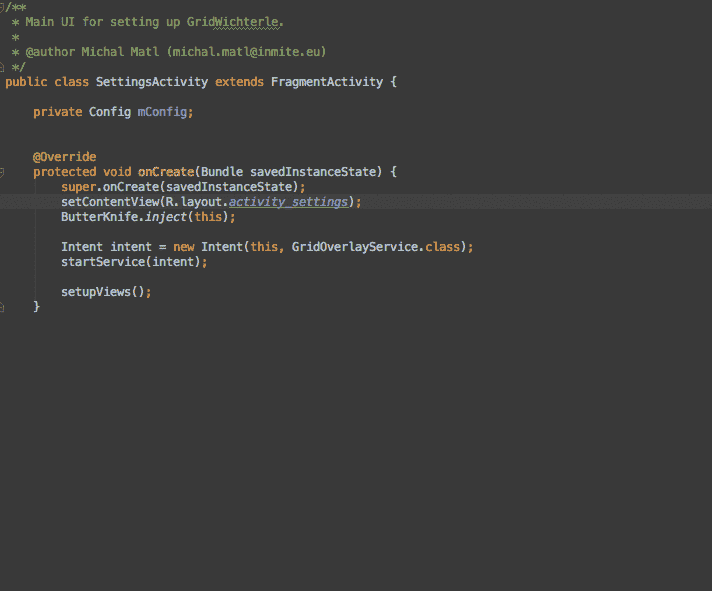 /**
 * Main UI for setting up GridWichterle.
 *
 * @author Michal Matl (michal.matl@inmite.eu)
 */
public class SettingsActivity extends FragmentActivity {
    private Config mConfig;
    @Override
    protected void onCreate(Bundle savedInstanceState) {
        super.onCreate(savedInstanceState);
        setContentView(R.layout.activity_settings);
        ButterKnife.inject(this);
        Intent intent = new Intent(this, GridOverlayService.class);
        startService(intent);
        setupViews();
    }